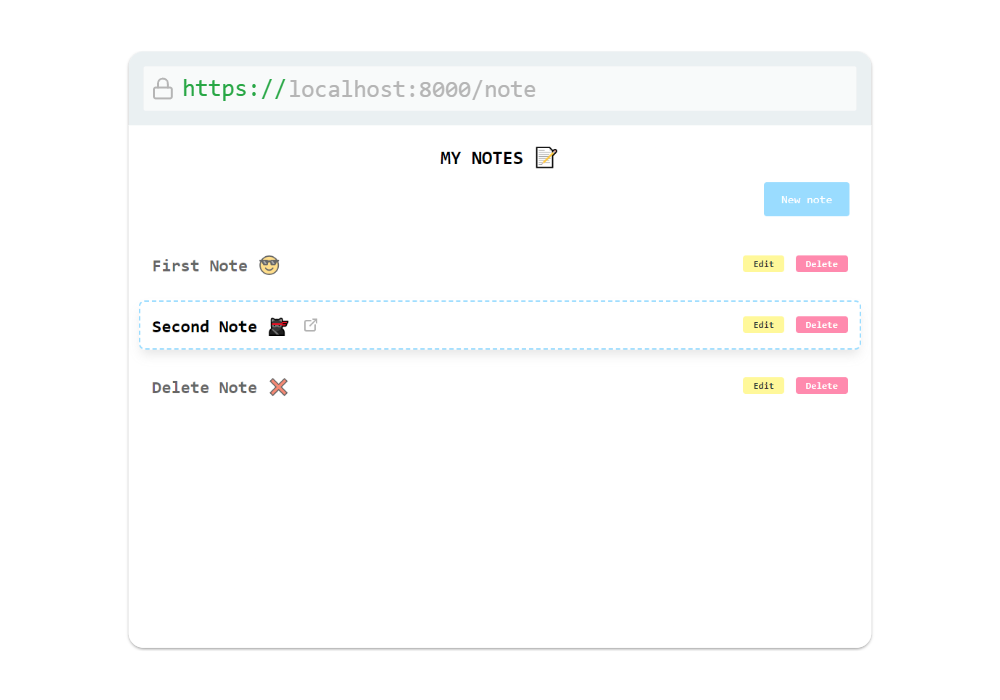 https://localhost:8000/note
MY NOTES 📝
New note
First Note 😎 Edit Delete
Second Note 🐱‍👤 Edit Delete
Delete Note ❌ Edit Delete